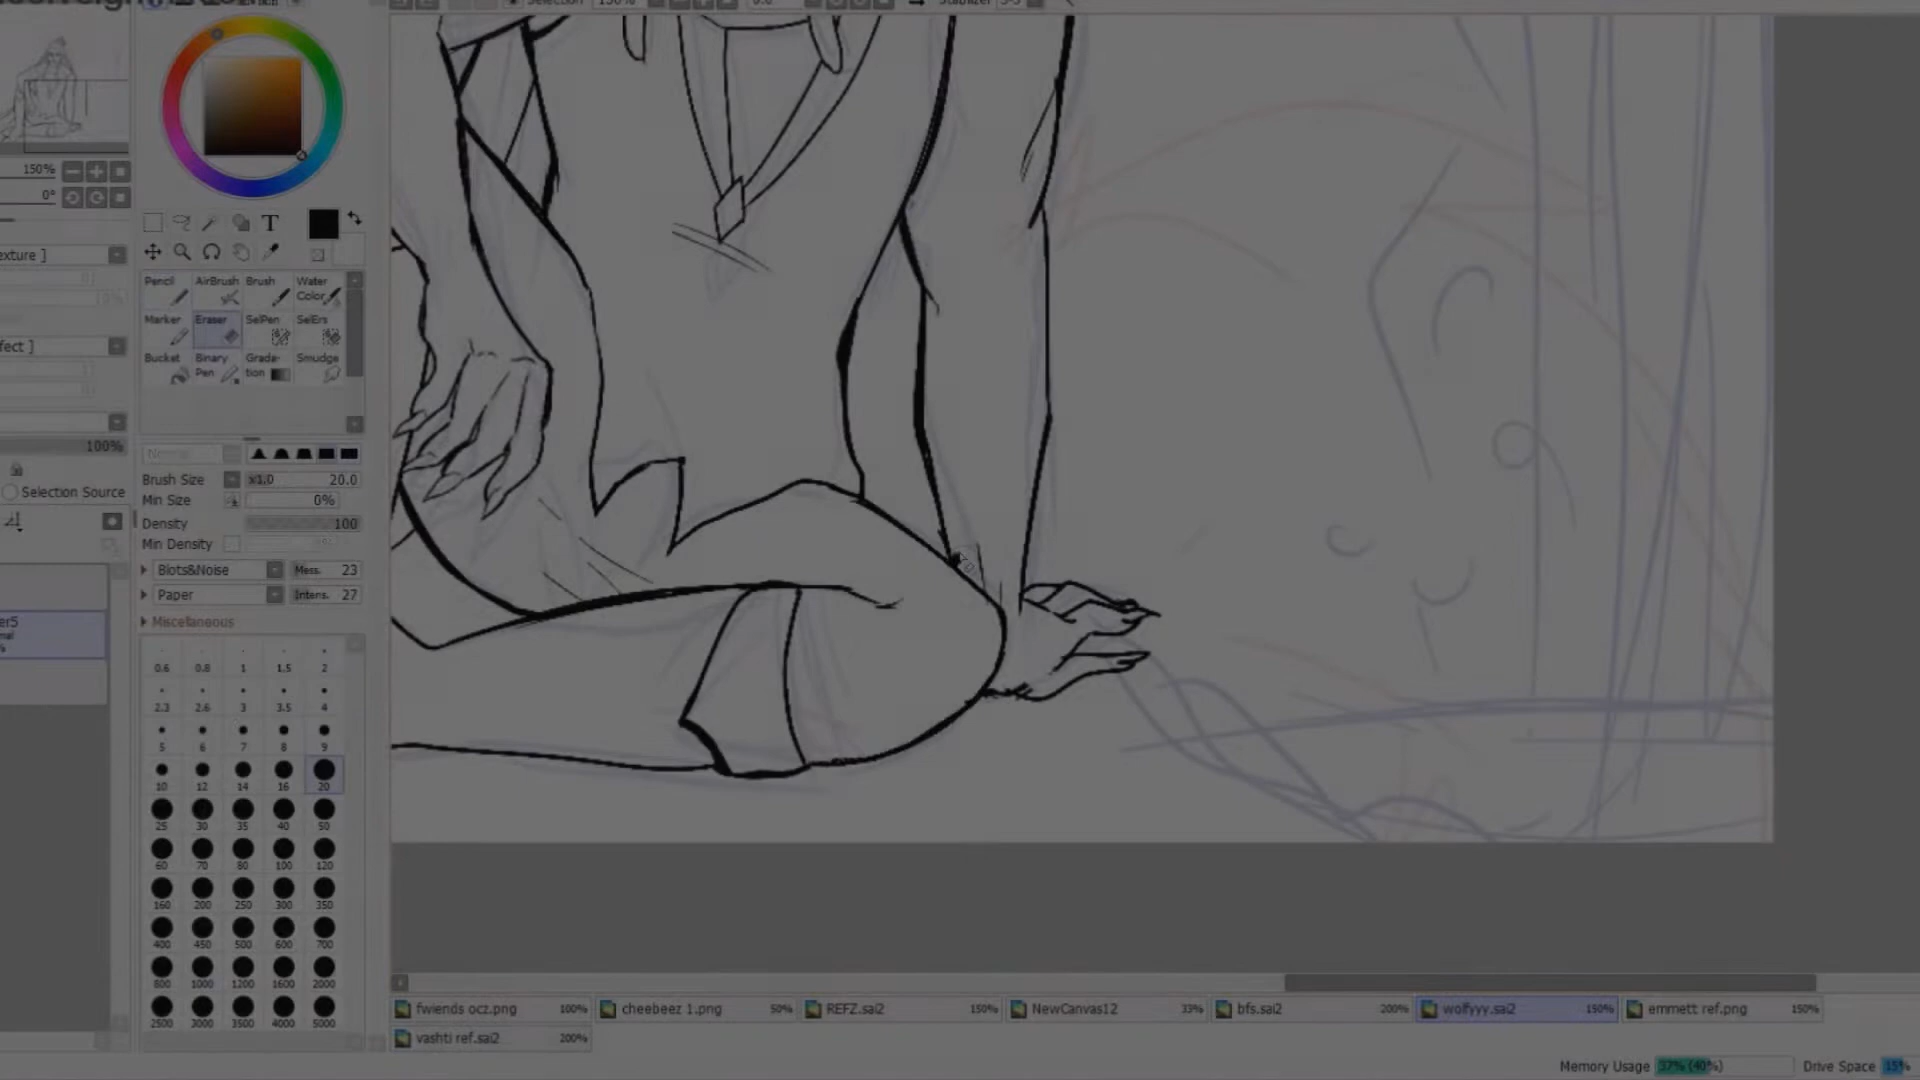 Selection 150% 0.0° Stabilizer S-3
150%
0°
exture ]
T
Pencil AirBrush Brush Water Color
Marker Eraser SelPen SelErs
Bucket Binary Pen Grada-tion Smudge
fect ]
100%
Normal
Selection Source
Brush Size x1.0 20.0
Min Size 0%
Density 100
Min Density
Blots&Noise Mess. 23
Paper Intens. 27
Miscellaneous
er5
mal
%
0.6 0.8 1 1.5 2
2.3 2.6 3 3.5 4
5 6 7 8 9
10 12 14 16 20
25 30 35 40 50
60 70 80 100 120
160 200 250 300 350
400 450 500 600 700
800 1000 1200 1600 2000
2500 3000 3500 4000 5000
fwiends ocz.png 100% cheebeez 1.png 50% REFZ.sai2 150% NewCanvas12 33% bfs.sai2 200% wolfyyy.sai2 150% emmett ref.png 150%
vashti ref.sai2 200%
Memory Usage 37% (40%) Drive Space 15%